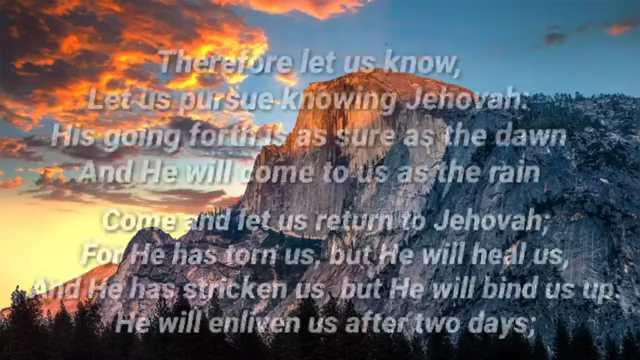 Therefore let us know,
Let us pursue knowing Jehovah:
His going forth is as sure as the dawn
And He will come to us as the rain
Come and let us return to Jehovah;
For He has torn us, but He will heal us,
And He has stricken us, but He will bind us up.
He will enliven us after two days;